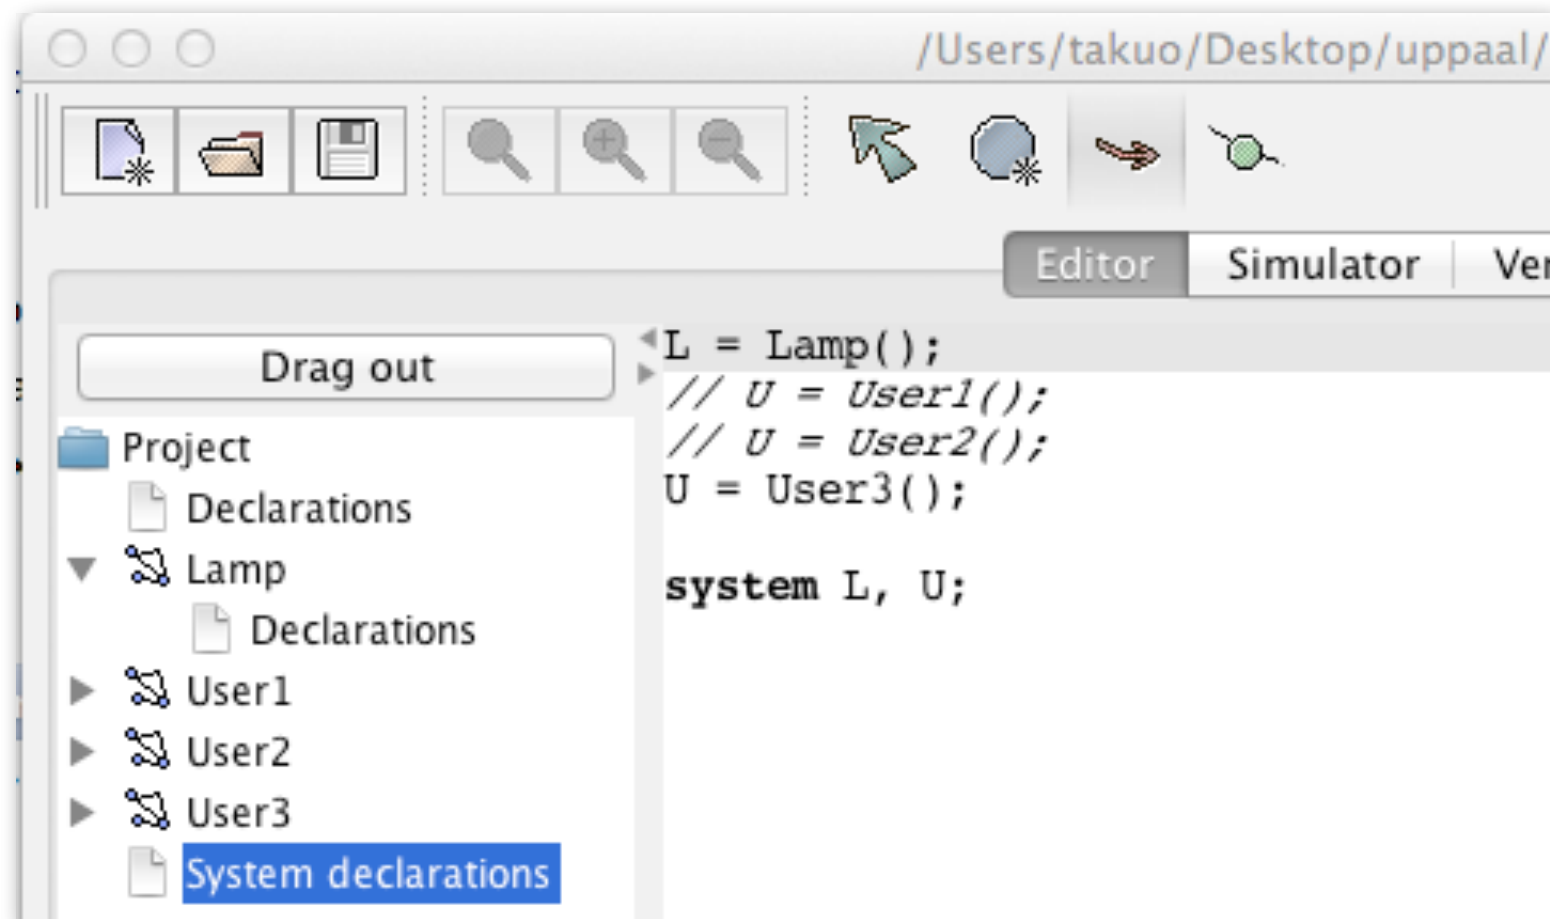 /Users/takuo/Desktop/uppaal/
Editor Simulator
Drag out
Project
Declarations
Lamp
Declarations
User1
User2
User3
System declarations
L = Lamp();
// U = User1();
// U = User2();
U = User3();
system L, U;